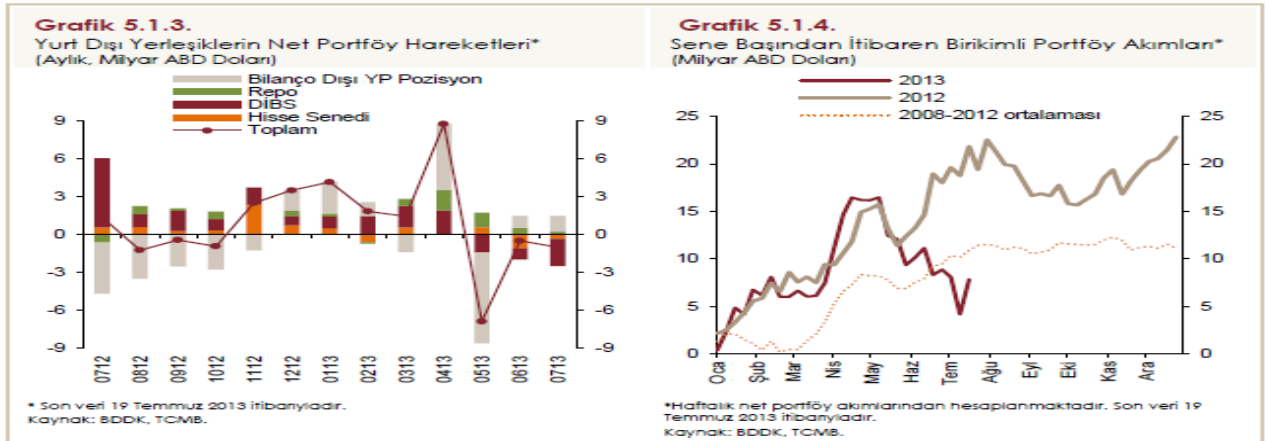 Grafik 5.1.3.
Yurt Dışı Yerleşiklerin Net Portföy Hareketleri*
(Aylık, Milyar ABD Doları)
Bilanço Dışı YP Pozisyon
Repo
DİBS
Hisse Senedi
Toplam
9
6
3
0
-3
-6
-9
9
6
3
0
-3
-6
-9
0712
0812
0912
1012
1112
1212
0113
0213
0313
0413
0513
0613
0713
* Son veri 19 Temmuz 2013 itibarıyladır.
Kaynak: BDDK, TCMB.
Grafik 5.1.4.
Sene Başından İtibaren Birikimli Portföy Akımları*
(Milyar ABD Doları)
2013
2012
2008-2012 ortalaması
25
20
15
10
5
0
25
20
15
10
5
0
Oca
Şub
Mar
Nis
May
Haz
Tem
Ağu
Eyl
Eki
Kas
Ara
*Haftalık net portföy akımlarından hesaplanmaktadır. Son veri 19
Temmuz 2013 itibarıyladır.
Kaynak: BDDK, TCMB.